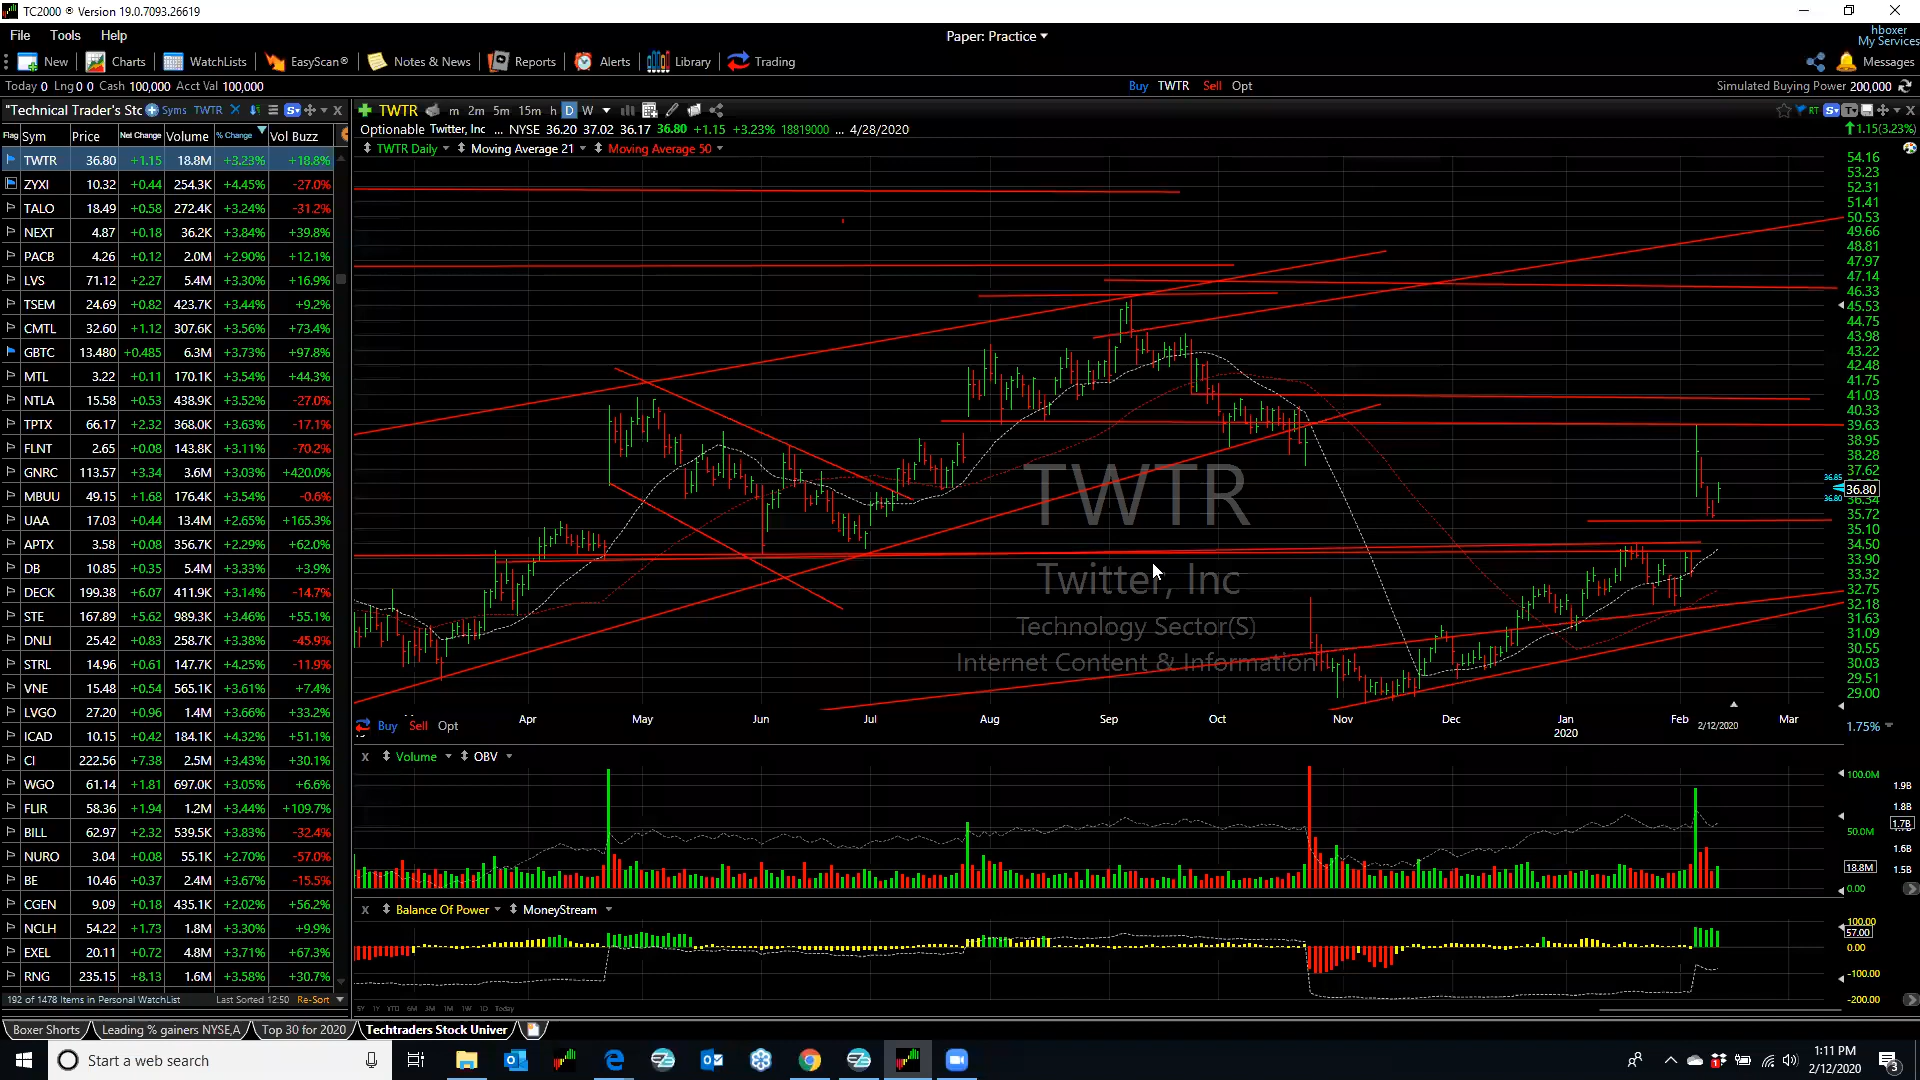 TC2000 ® Version 19.0.7093.26619
File Tools Help Paper: Practice hboxer
My Services
New Charts WatchLists EasyScan® Notes & News Reports Alerts Library Trading Messages
Today 0 Lng 0 0 Cash 100,000 Acct Val 100,000 Buy TWTR Sell Opt Simulated Buying Power 200,000
"Technical Trader's Stc Syms TWTR TWTR m 2m 5m 15m h D W RT
Optionable Twitter, Inc ... NYSE 36.20 37.02 36.17 36.80 +1.15 +3.23% 18819000 ... 4/28/2020 1.15(3.23%)
Flag Sym Price Net Change Volume % Change Vol Buzz
TWTR Daily Moving Average 21 Moving Average 50
TWTR 36.80 +1.15 18.8M +3.23% +18.8%
ZYXI 10.32 +0.44 254.3K +4.45% -27.0%
TALO 18.49 +0.58 272.4K +3.24% -31.2%
NEXT 4.87 +0.18 36.2K +3.84% +39.8%
PACB 4.26 +0.12 2.0M +2.90% +12.1%
LVS 71.12 +2.27 5.4M +3.30% +16.9%
TSEM 24.69 +0.82 423.7K +3.44% +9.2%
CMTL 32.60 +1.12 307.6K +3.56% +73.4%
GBTC 13.480 +0.485 6.3M +3.73% +97.8%
MTL 3.22 +0.11 170.1K +3.54% +44.3%
NTLA 15.58 +0.53 438.9K +3.52% -27.0%
TPTX 66.17 +2.32 368.0K +3.63% -17.1%
FLNT 2.65 +0.08 143.8K +3.11% -70.2%
GNRC 113.57 +3.34 3.6M +3.03% +420.0%
MBUU 49.15 +1.68 176.4K +3.54% -0.6%
UAA 17.03 +0.44 13.4M +2.65% +165.3%
APTX 3.58 +0.08 356.7K +2.29% +62.0%
DB 10.85 +0.35 5.4M +3.33% +3.9%
DECK 199.38 +6.07 411.9K +3.14% -14.7%
STE 167.89 +5.62 989.3K +3.46% +55.1%
DNLI 25.42 +0.83 258.7K +3.38% -45.9%
STRL 14.96 +0.61 147.7K +4.25% -11.9%
VNE 15.48 +0.54 565.1K +3.61% +7.4%
LVGO 27.20 +0.96 1.4M +3.66% +33.2%
ICAD 10.15 +0.42 184.1K +4.32% +51.1%
CI 222.56 +7.38 2.5M +3.43% +30.1%
WGO 61.14 +1.81 697.0K +3.05% +6.6%
FLIR 58.36 +1.94 1.2M +3.44% +109.7%
BILL 62.97 +2.32 539.5K +3.83% -32.4%
NURO 3.04 +0.08 55.1K +2.70% -57.0%
BE 10.46 +0.37 2.4M +3.67% -15.5%
CGEN 9.09 +0.18 435.1K +2.02% +56.2%
NCLH 54.22 +1.73 1.8M +3.30% +9.9%
EXEL 20.11 +0.72 4.8M +3.71% +67.3%
RNG 235.15 +8.13 1.6M +3.58% +30.7%
192 of 1478 Items in Personal WatchList Last Sorted 12:50 Re-Sort
TWTR
Twitter, Inc
Technology Sector(S)
Internet Content & Information
54.16
53.23
52.31
51.41
50.53
49.66
48.81
47.97
47.14
46.33
45.53
44.75
43.98
43.22
42.48
41.75
41.03
40.33
39.63
38.95
38.28
37.62
36.85
36.80
36.80
35.72
35.10
34.50
33.90
33.32
32.75
32.18
31.63
31.09
30.55
30.03
29.51
29.00
Apr May Jun Jul Aug Sep Oct Nov Dec Jan Feb Mar
2020 2/12/2020 1.75%
Buy Sell Opt
X Volume OBV
100.0M 1.9B
1.8B
50.0M 1.7B
1.6B
18.8M 1.5B
0.00
X Balance Of Power MoneyStream
100.00
57.00
0.00
-100.00
-200.00
5Y 1Y YTD 6M 3M 1M 1W 1D Today
Boxer Shorts Leading % gainers NYSE,A Top 30 for 2020 Techtraders Stock Univer
Start a web search
1:11 PM
2/12/2020
3